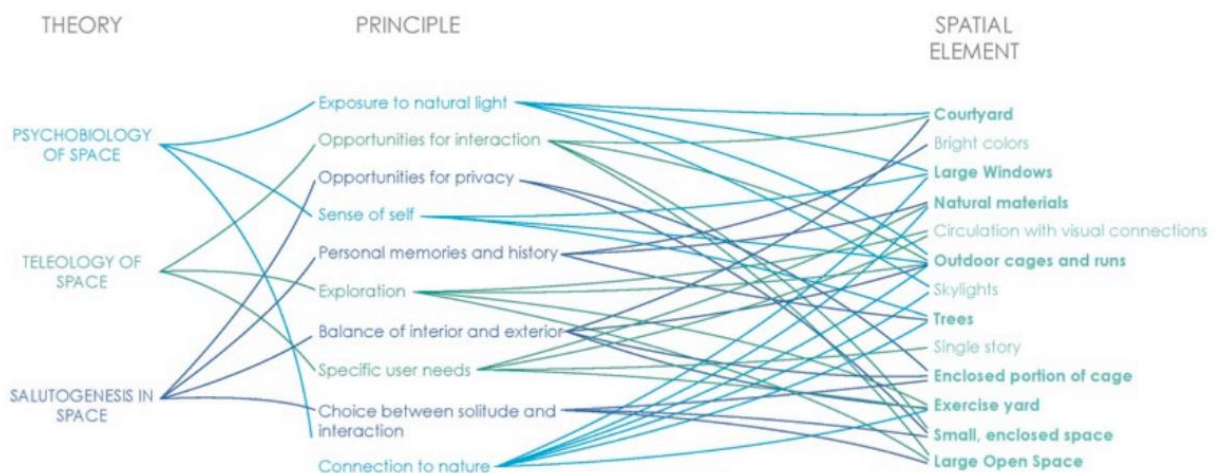 THEORY
PRINCIPLE
SPATIAL
ELEMENT
PSYCHOBIOLOGY
OF SPACE
TELEOLOGY OF
SPACE
SALUTOGENESIS IN
SPACE
Exposure to natural light
Opportunities for interaction
Opportunities for privacy
Sense of self
Personal memories and history
Exploration
Balance of interior and exterior
Specific user needs
Choice between solitude and
interaction
Connection to nature
Courtyard
Bright colors
Large Windows
Natural materials
Circulation with visual connections
Outdoor cages and runs
Skylights
Trees
Single story
Enclosed portion of cage
Exercise yard
Small, enclosed space
Large Open Space